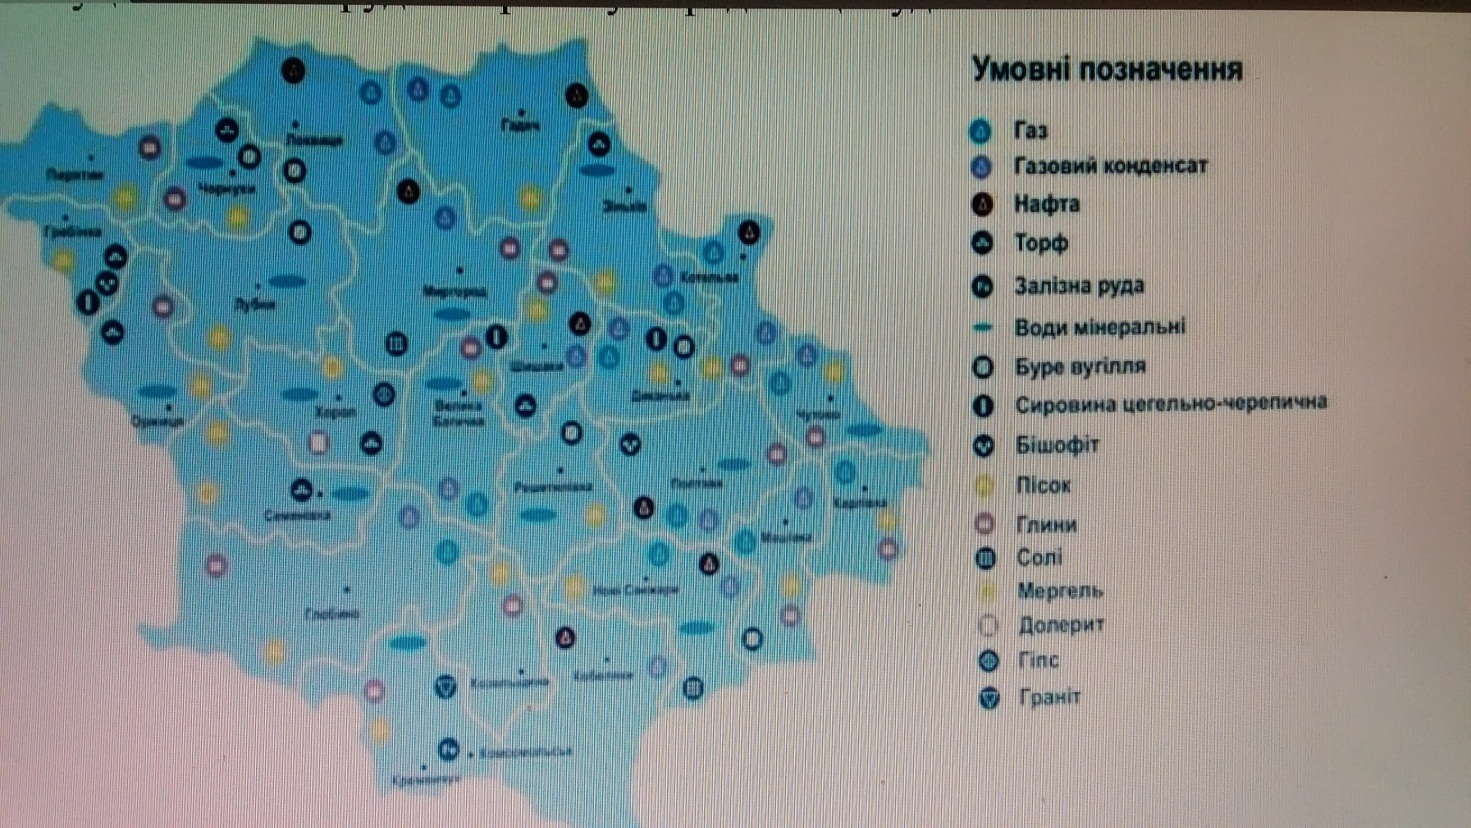 Умовні позначення
Газ
Газовий конденсат
Нафта
Торф
Залізна руда
Води мінеральні
Буре вугілля
Сировина цегельно-черепична
Бішофіт
Пісок
Глини
Солі
Мергель
Долерит
Гіпс
Граніт
Лохвиця
Гадяч
Пирятин
Чорнухи
Зіньків
Гребінка
Котельва
Миргород
Лубни
Шишаки
Диканька
Хорол
Велика
Багачка
Чутово
Оржиця
Решетилівка
Полтава
Карлівка
Семенівка
Машівка
Нові Санжари
Глобино
Козельщина
Кобеляки
Комсомольськ
Кременчук